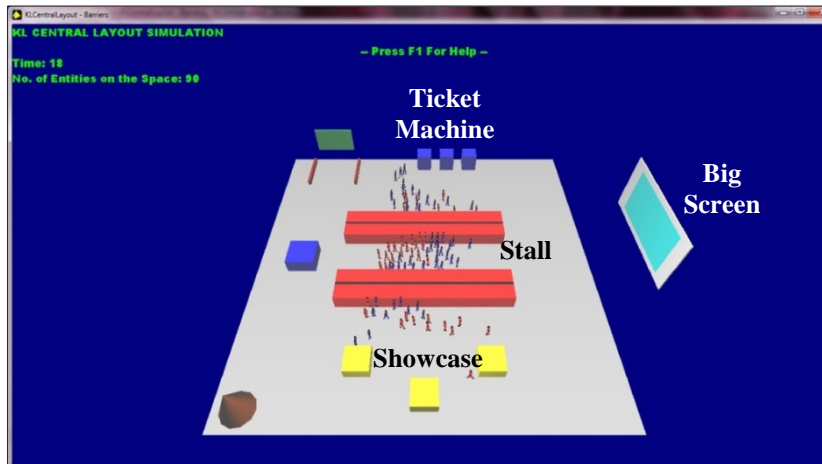 KLCentralLayout - Barriers
KL CENTRAL LAYOUT SIMULATION
-- Press F1 For Help --
Time: 18
No. of Entities on the Space: 90
Ticket
Machine
Big
Screen
Stall
Showcase